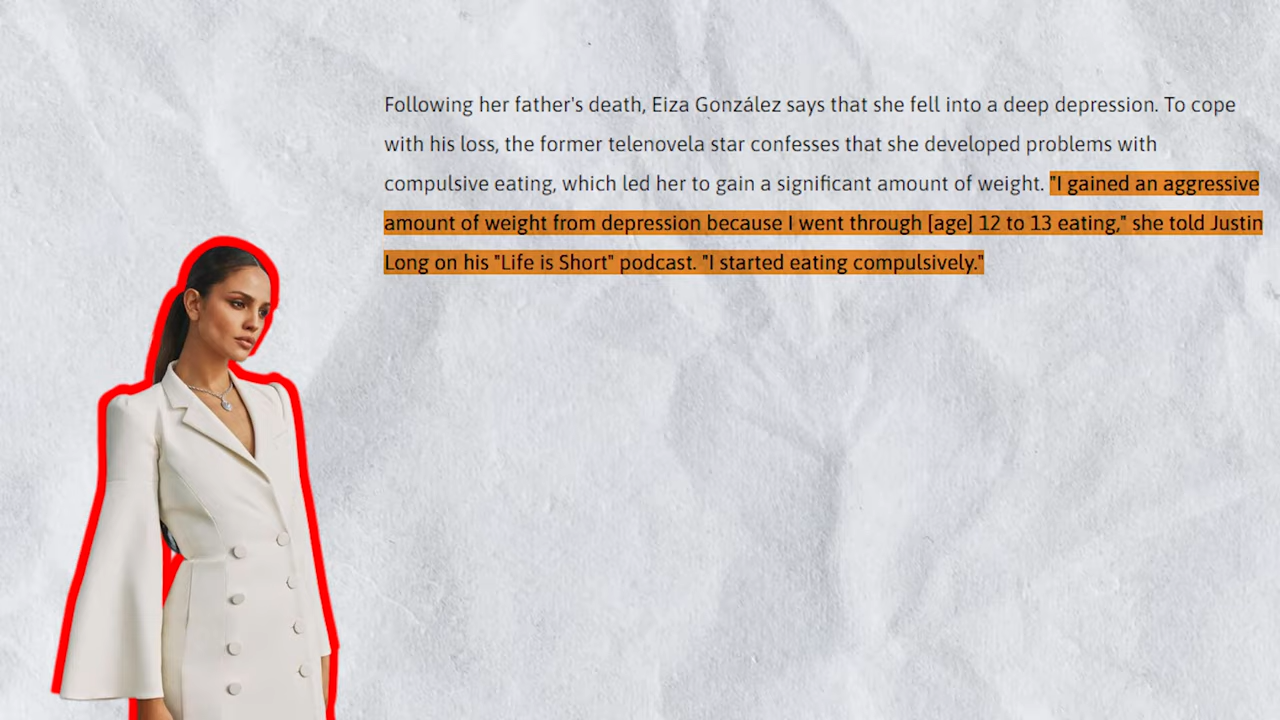 Following her father's death, Eiza González says that she fell into a deep depression. To cope
with his loss, the former telenovela star confesses that she developed problems with
compulsive eating, which led her to gain a significant amount of weight. "I gained an aggressive
amount of weight from depression because I went through [age] 12 to 13 eating," she told Justin
Long on his "Life is Short" podcast. "I started eating compulsively."